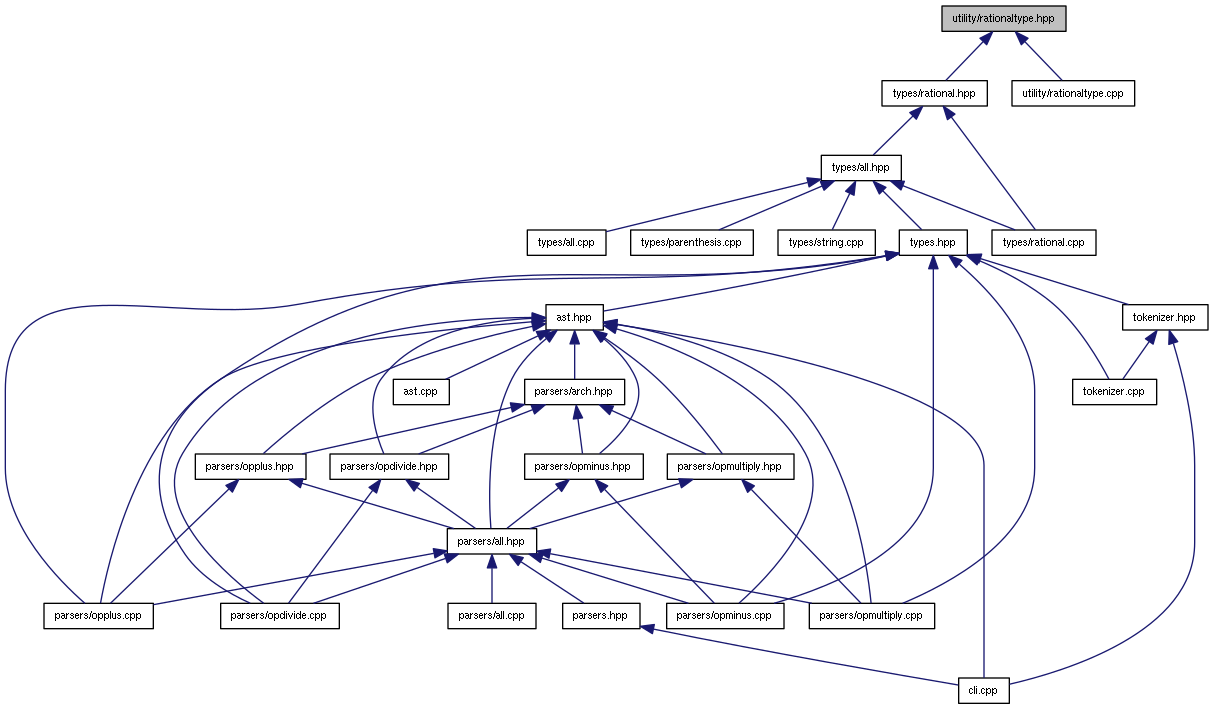 utility/rationaltype.hpp
types/rational.hpp
utility/rationaltype.cpp
types/all.hpp
types/all.cpp
types/parenthesis.cpp
types/string.cpp
types.hpp
types/rational.cpp
ast.hpp
tokenizer.hpp
ast.cpp
parsers/arch.hpp
tokenizer.cpp
parsers/opplus.hpp
parsers/opdivide.hpp
parsers/opminus.hpp
parsers/opmultiply.hpp
parsers/all.hpp
parsers/opplus.cpp
parsers/opdivide.cpp
parsers/all.cpp
parsers.hpp
parsers/opminus.cpp
parsers/opmultiply.cpp
cli.cpp